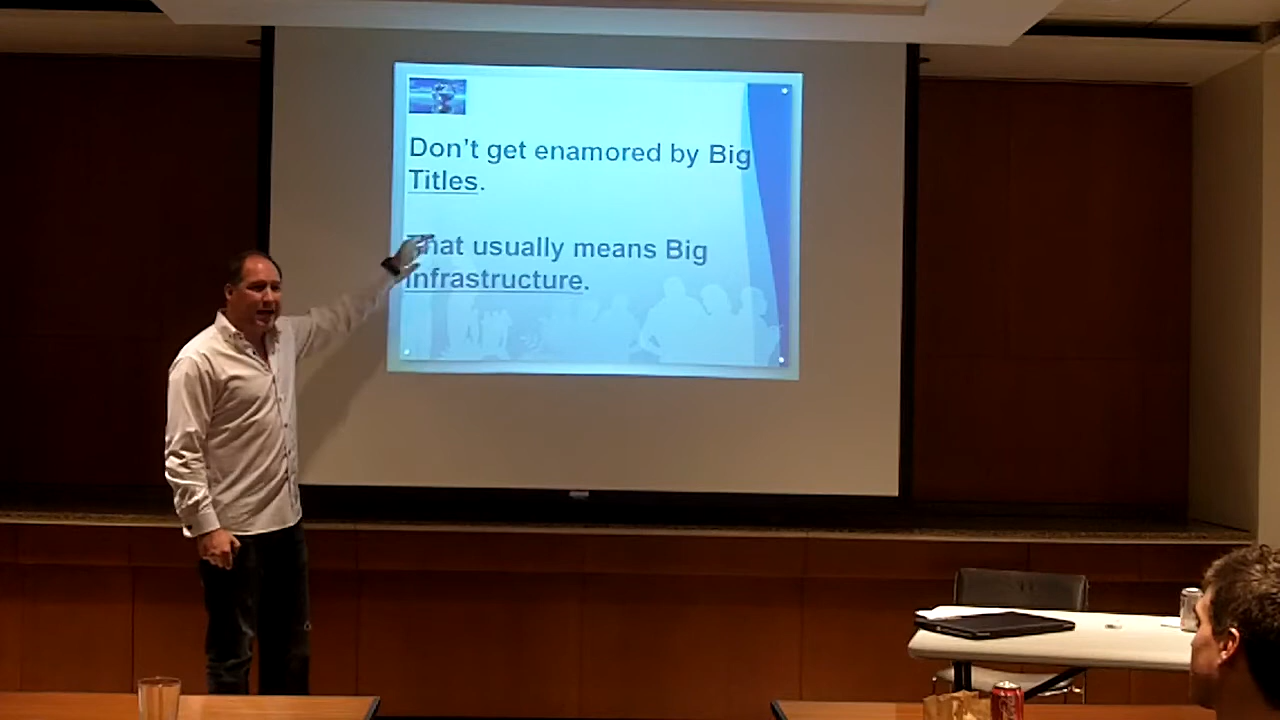 Don't get enamored by Big
Titles.
That usually means Big
Infrastructure.